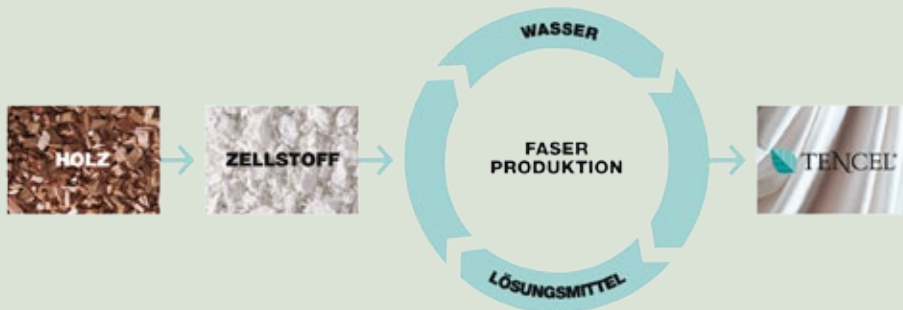 HOLZ
ZELLSTOFF
WASSER
FASER
PRODUKTION
LÖSUNGSMITTEL
TENCEL®